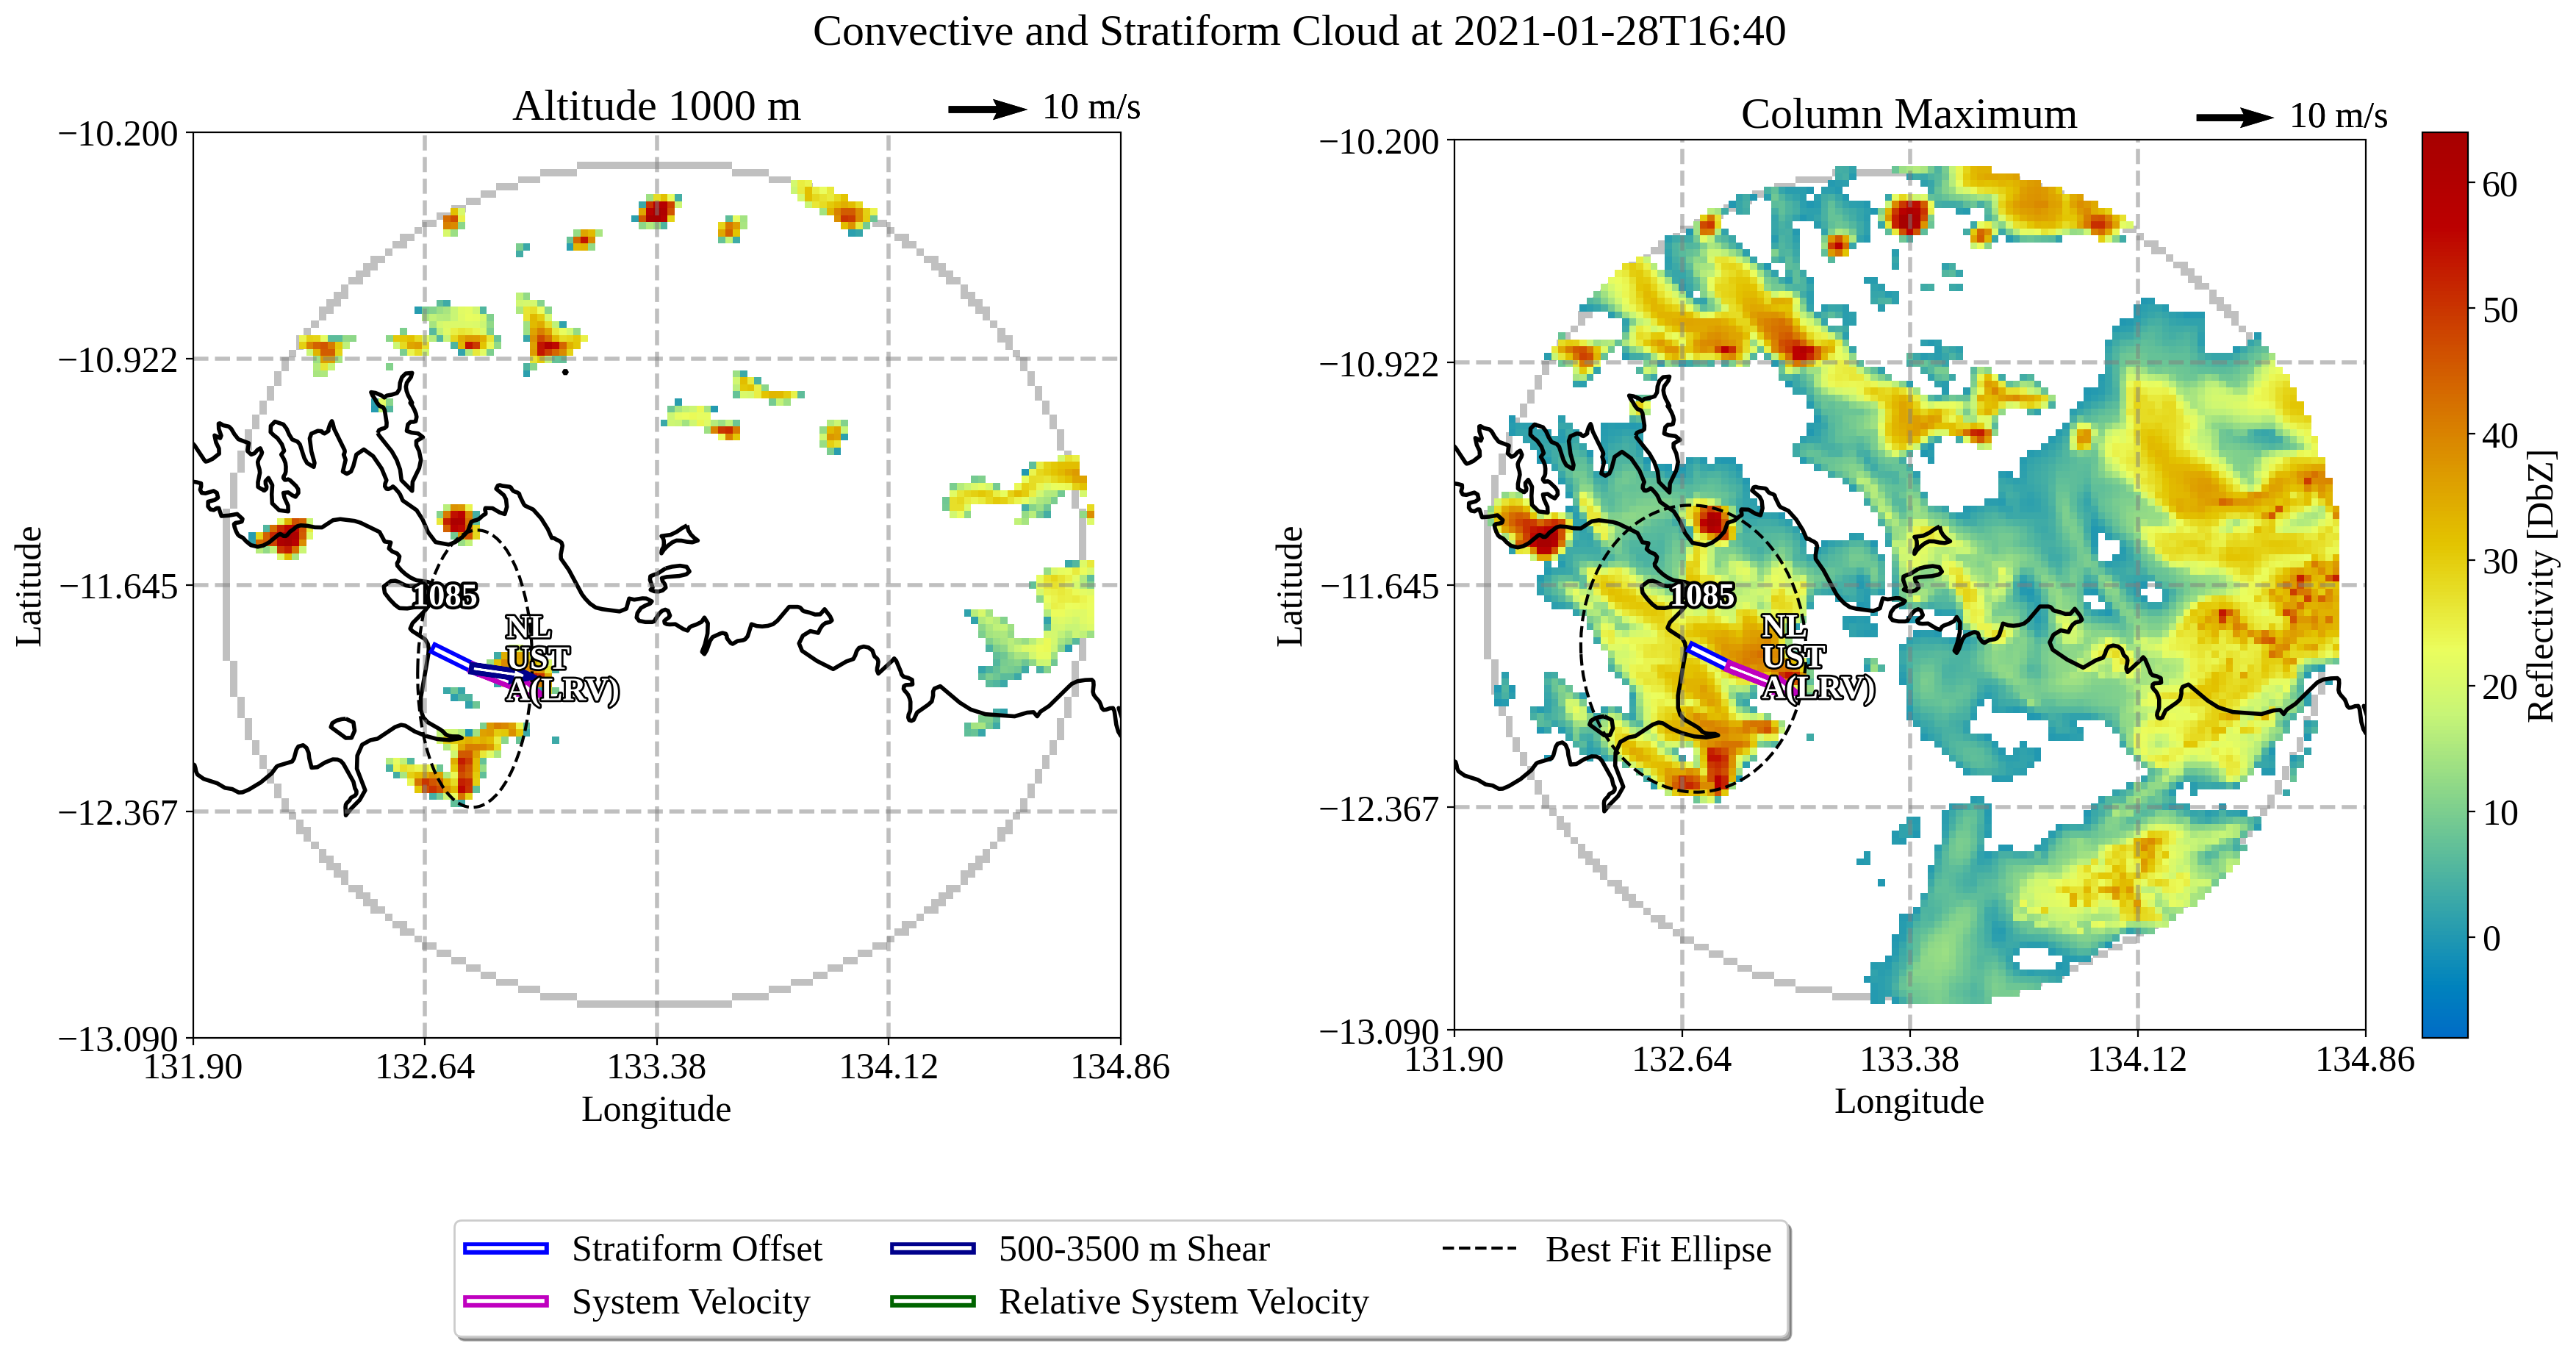 Convective and Stratiform Cloud at 2021-01-28T16:40
Altitude 1000 m
10 m/s
−10.200
−10.922
−11.645
−12.367
−13.090
Latitude
131.90
132.64
133.38
134.12
134.86
Longitude
1085
NL
UST
A(LRV)
Column Maximum
10 m/s
−10.200
−10.922
−11.645
−12.367
−13.090
Latitude
131.90
132.64
133.38
134.12
134.86
Longitude
1085
NL
UST
A(LRV)
60
50
40
30
20
10
0
Reflectivity [DbZ]
Stratiform Offset
System Velocity
500-3500 m Shear
Relative System Velocity
Best Fit Ellipse